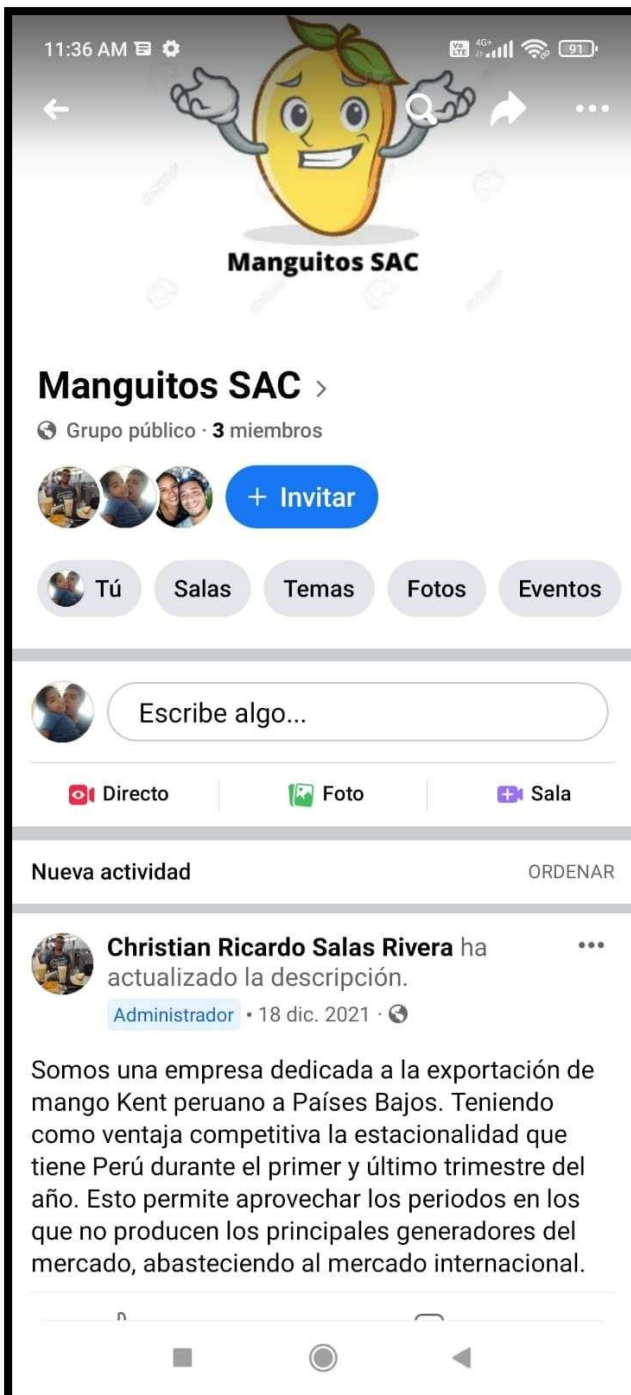 11:36 AM
Vo
LTE
4G+
91
Manguitos SAC
Manguitos SAC >
Grupo público · 3 miembros
+ Invitar
Tú
Salas
Temas
Fotos
Eventos
Escribe algo...
Directo
Foto
Sala
Nueva actividad
ORDENAR
Christian Ricardo Salas Rivera ha
actualizado la descripción.
Administrador • 18 dic. 2021 ·
Somos una empresa dedicada a la exportación de
mango Kent peruano a Países Bajos. Teniendo
como ventaja competitiva la estacionalidad que
tiene Perú durante el primer y último trimestre del
año. Esto permite aprovechar los periodos en los
que no producen los principales generadores del
mercado, abasteciendo al mercado internacional.